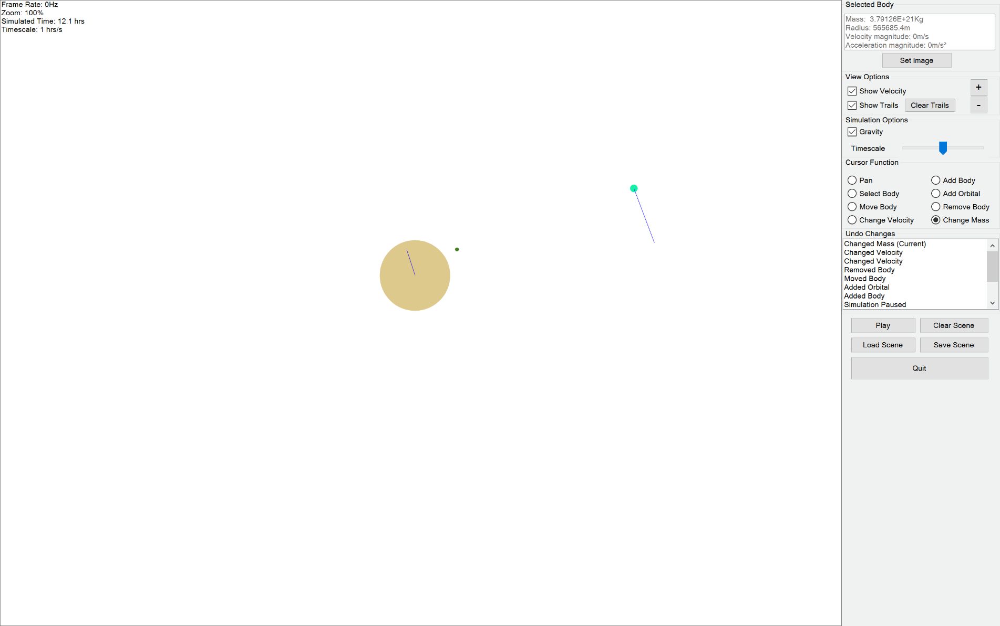 Frame Rate: 0Hz
Zoom: 100%
Simulated Time: 12.1 hrs
Timescale: 1 hrs/s
Selected Body
Mass:  3.79126E+21Kg
Radius: 565685.4m
Velocity magnitude: 0m/s
Acceleration magnitude: 0m/s²
Set Image
View Options
Show Velocity
+
Show Trails
Clear Trails
-
Simulation Options
Gravity
Timescale
Cursor Function
Pan
Add Body
Select Body
Add Orbital
Move Body
Remove Body
Change Velocity
Change Mass
Undo Changes
Changed Mass (Current)
Changed Velocity
Changed Velocity
Removed Body
Moved Body
Added Orbital
Added Body
Simulation Paused
Play
Clear Scene
Load Scene
Save Scene
Quit